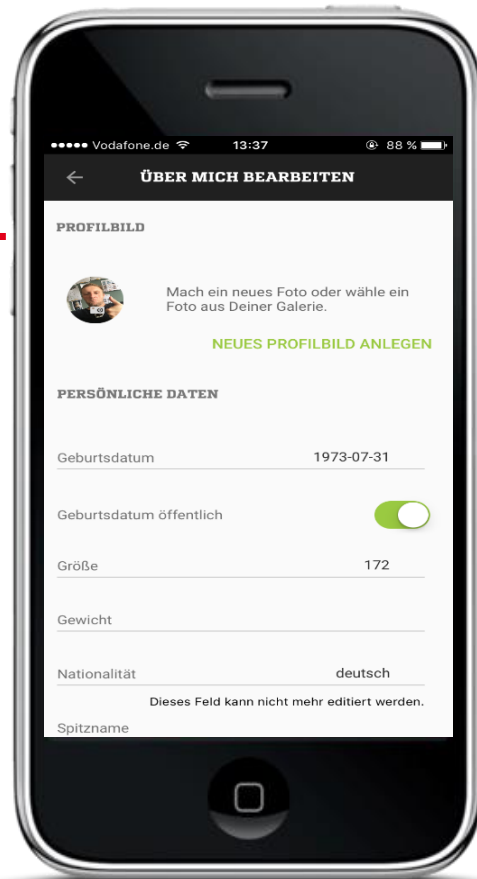 Vodafone.de 13:37 88 %
ÜBER MICH BEARBEITEN
PROFILBILD
Mach ein neues Foto oder wähle ein
Foto aus Deiner Galerie.
NEUES PROFILBILD ANLEGEN
PERSÖNLICHE DATEN
Geburtsdatum 1973-07-31
Geburtsdatum öffentlich
Größe 172
Gewicht
Nationalität deutsch
Dieses Feld kann nicht mehr editiert werden.
Spitzname